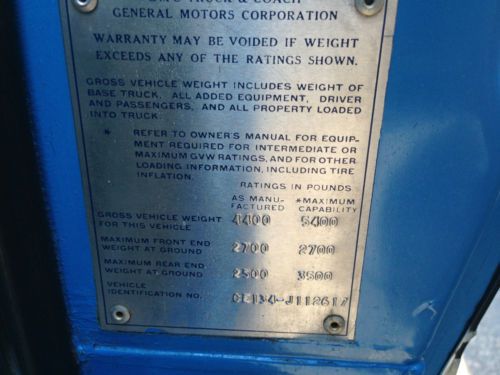 TRUCK & COACH
GENERAL MOTORS CORPORATION
WARRANTY MAY BE VOIDED IF WEIGHT
EXCEEDS ANY OF THE RATINGS SHOWN.
GROSS VEHICLE WEIGHT INCLUDES WEIGHT OF
BASE TRUCK, ALL ADDED EQUIPMENT, DRIVER
AND PASSENGERS, AND ALL PROPERTY LOADED
INTO TRUCK.
* REFER TO OWNER'S MANUAL FOR EQUIP-
MENT REQUIRED FOR INTERMEDIATE OR
MAXIMUM GVW RATINGS, AND FOR OTHER
LOADING INFORMATION, INCLUDING TIRE
INFLATION.
RATINGS IN POUNDS
AS MANU- *MAXIMUM
FACTURED CAPABILITY
GROSS VEHICLE WEIGHT
FOR THIS VEHICLE 4400 5400
MAXIMUM FRONT END
WEIGHT AT GROUND 2700 2700
MAXIMUM REAR END
WEIGHT AT GROUND 2500 3500
VEHICLE
IDENTIFICATION NO. CE134-J112617